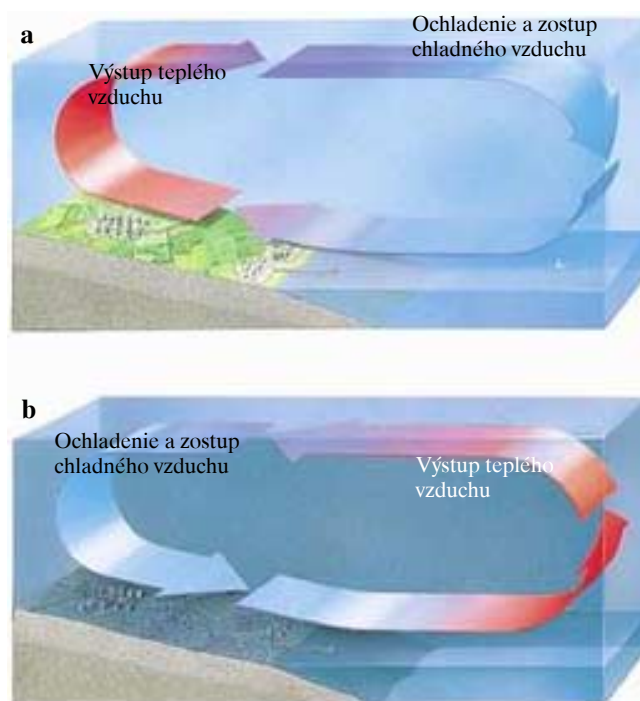 a
Výstup teplého
vzduchu
Ochladenie a zostup
chladného vzduchu
b
Ochladenie a zostup
chladného vzduchu
Výstup teplého
vzduchu